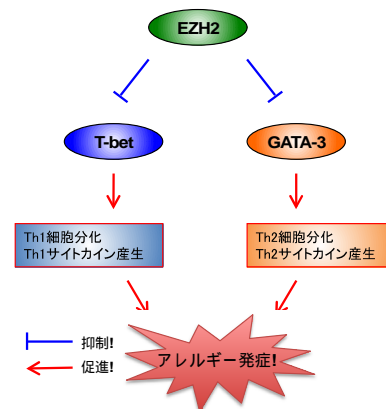 EZH2
T-bet
GATA-3
Th1細胞分化
Th1サイトカイン産生
Th2細胞分化
Th2サイトカイン産生
アレルギー発症!
抑制!
促進!